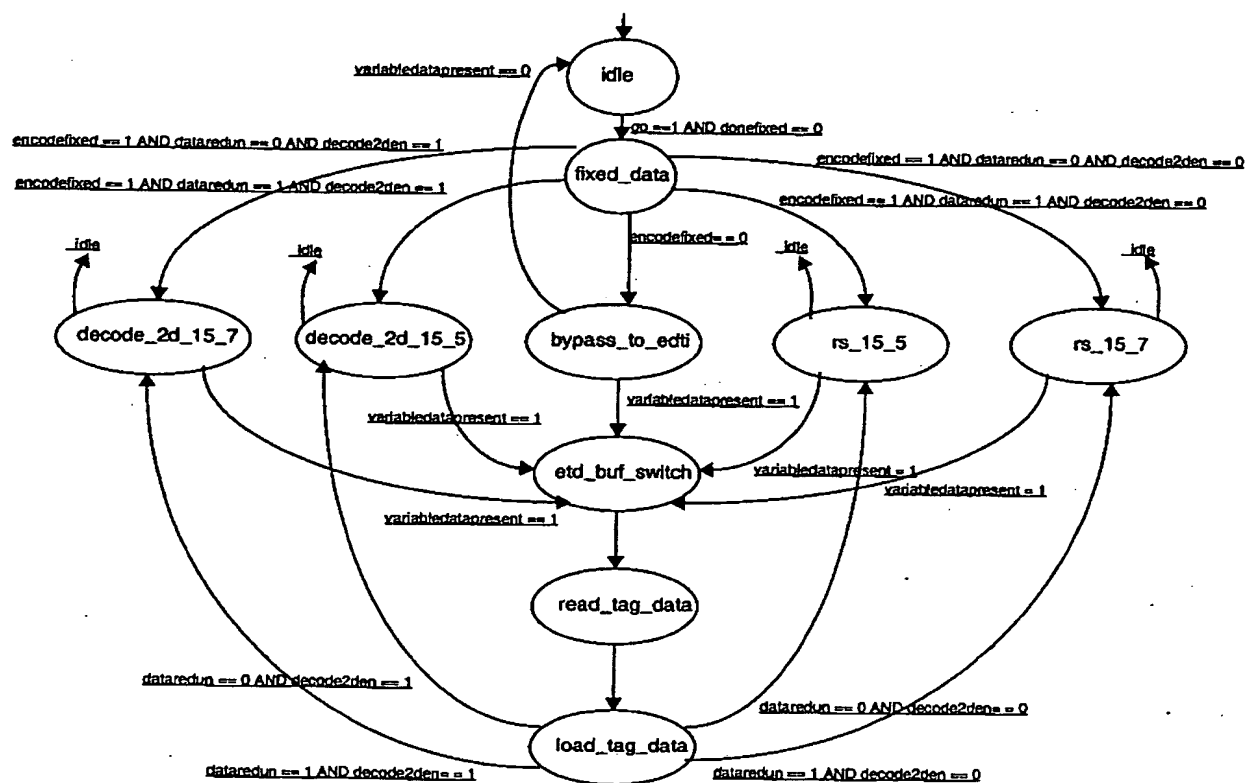 idle
variabledatapresent == 0
go ==1 AND donefixed == 0
encodefixed == 1 AND dataredun == 0 AND decode2den == 1
encodefixed == 1 AND dataredun == 0 AND decode2den == 0
fixed_data
encodefixed == 1 AND dataredun == 1 AND decode2den == 1
encodefixed == 1 AND dataredun == 1 AND decode2den == 0
encodefixed= = 0
idle
idle
idle
idle
decode_2d_15_7
decode_2d_15_5
bypass_to_edti
rs_15_5
rs_15_7
variabledatapresent == 1
variabledatapresent == 1
etd_buf_switch
variabledatapresent = 1
variabledatapresent = 1
variabledatapresent == 1
read_tag_data
dataredun == 0 AND decode2den == 1
dataredun == 0 AND decode2den= = 0
load_tag_data
dataredun == 1 AND decode2den= = 1
dataredun == 1 AND decode2den == 0